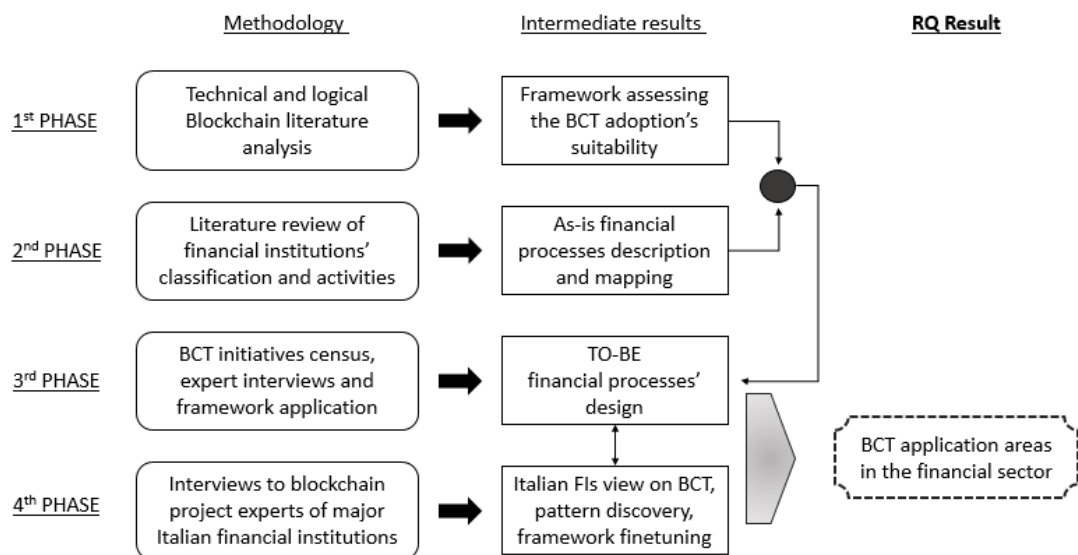 Methodology
Intermediate results
RQ Result
1st PHASE
Technical and logical
Blockchain literature
analysis
Framework assessing
the BCT adoption’s
suitability
2nd PHASE
Literature review of
financial institutions’
classification and activities
As-is financial
processes description
and mapping
3rd PHASE
BCT initiatives census,
expert interviews and
framework application
TO-BE
financial processes’
design
BCT application areas
in the financial sector
4th PHASE
Interviews to blockchain
project experts of major
Italian financial institutions
Italian FIs view on BCT,
pattern discovery,
framework finetuning